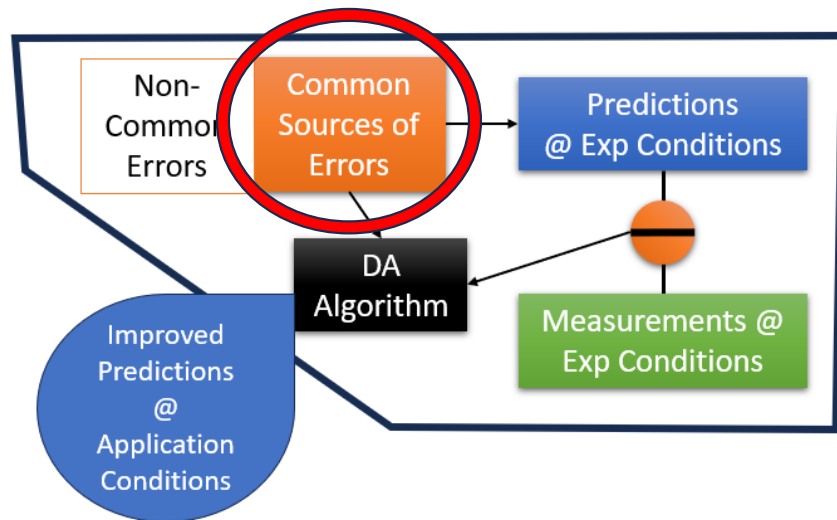 Non-
Common
Errors
Common
Sources of
Errors
Predictions
@ Exp Conditions
DA
Algorithm
Measurements @
Exp Conditions
Improved
Predictions
@
Application
Conditions